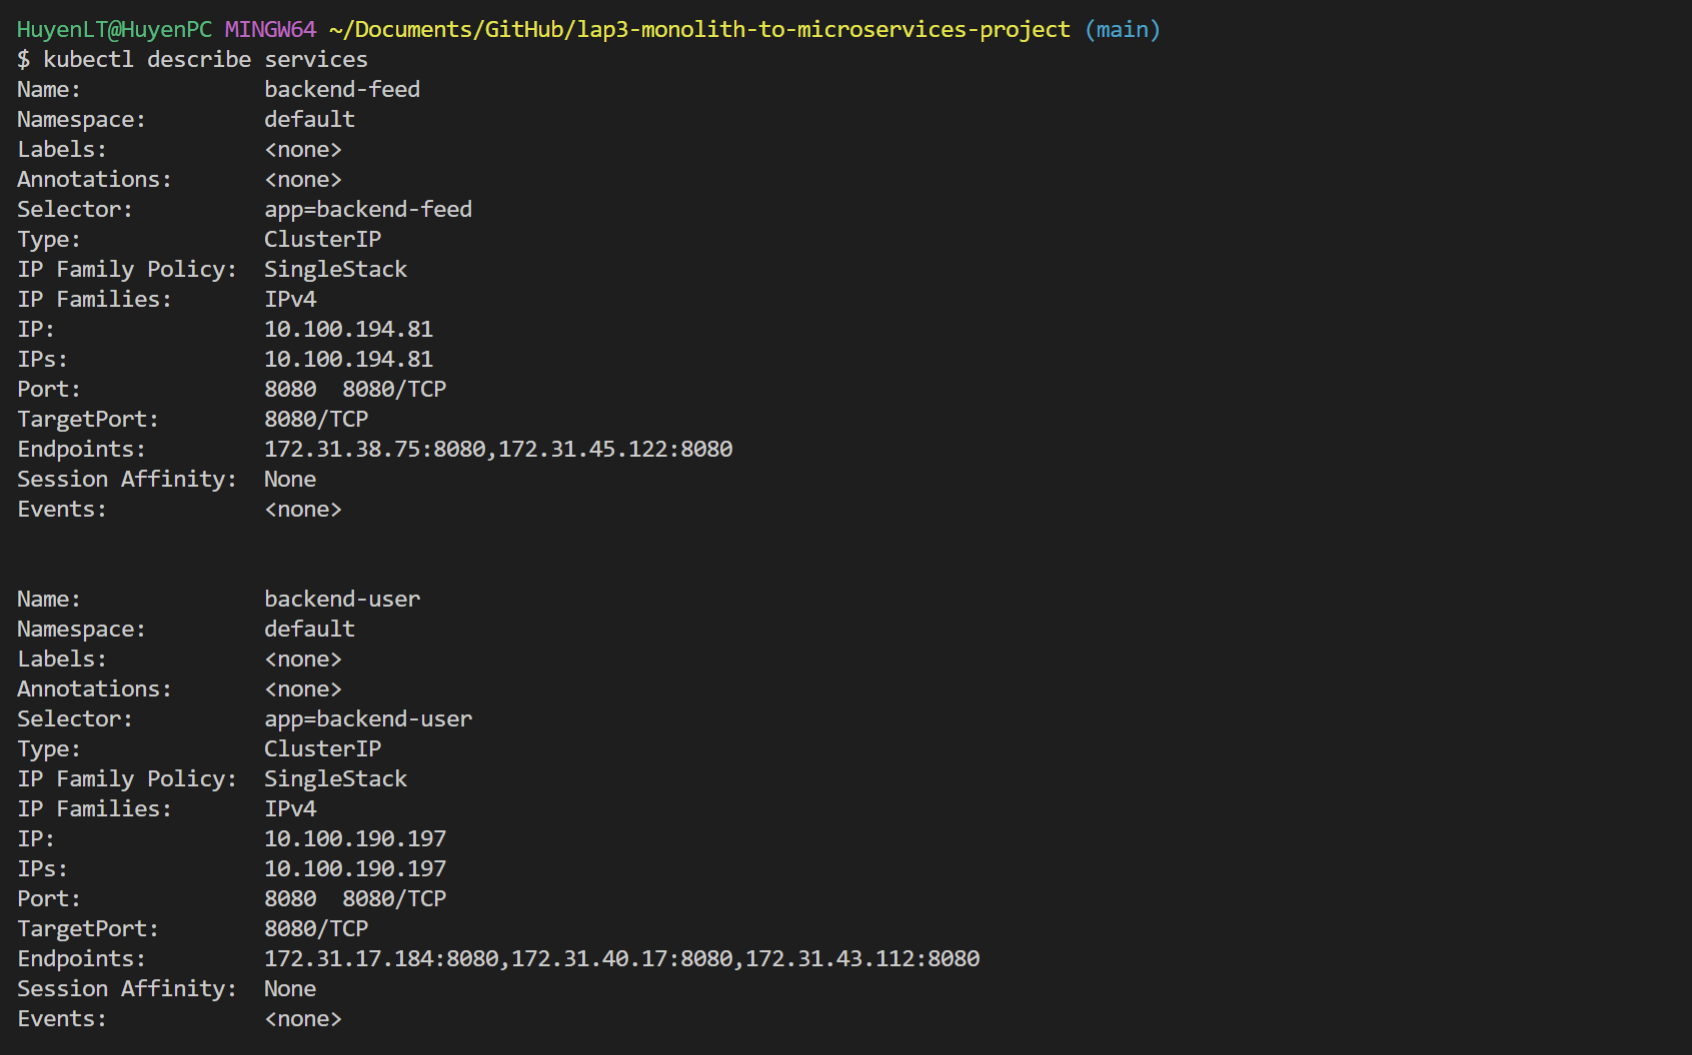 HuyenLT@HuyenPC MINGW64 ~/Documents/GitHub/lap3-monolith-to-microservices-project (main)
$ kubectl describe services
Name:              backend-feed
Namespace:         default
Labels:            <none>
Annotations:       <none>
Selector:          app=backend-feed
Type:              ClusterIP
IP Family Policy:  SingleStack
IP Families:       IPv4
IP:                10.100.194.81
IPs:               10.100.194.81
Port:              8080  8080/TCP
TargetPort:        8080/TCP
Endpoints:         172.31.38.75:8080,172.31.45.122:8080
Session Affinity:  None
Events:            <none>
Name:              backend-user
Namespace:         default
Labels:            <none>
Annotations:       <none>
Selector:          app=backend-user
Type:              ClusterIP
IP Family Policy:  SingleStack
IP Families:       IPv4
IP:                10.100.190.197
IPs:               10.100.190.197
Port:              8080  8080/TCP
TargetPort:        8080/TCP
Endpoints:         172.31.17.184:8080,172.31.40.17:8080,172.31.43.112:8080
Session Affinity:  None
Events:            <none>